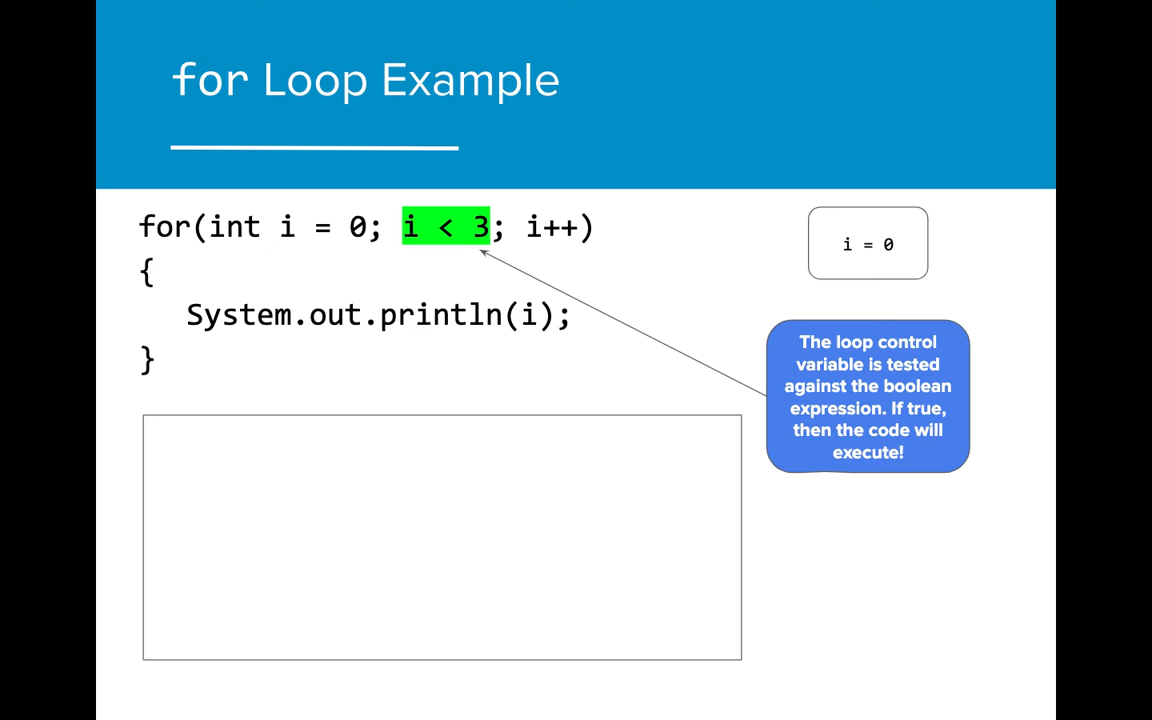 for Loop Example
for(int i = 0; i < 3; i++)
{
System.out.println(i);
}
i = 0
The loop control
variable is tested
against the boolean
expression. If true,
then the code will
execute!